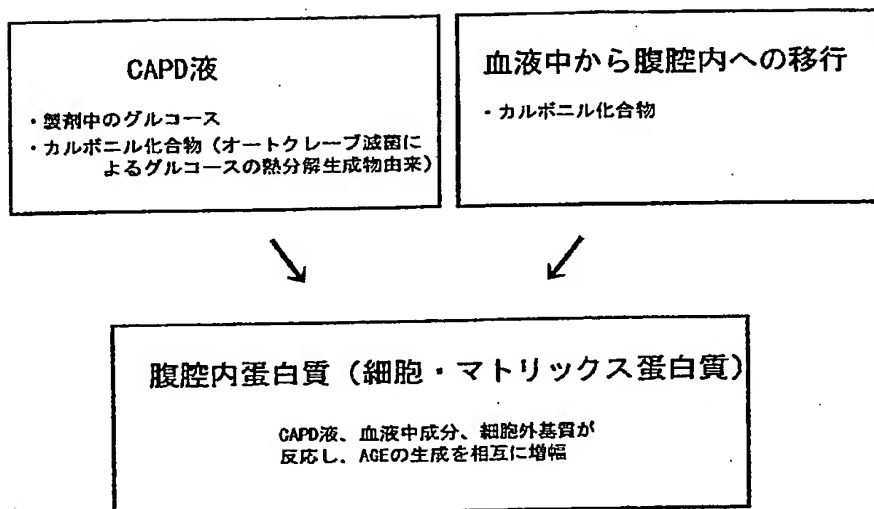 CAPD液
・製剤中のグルコース
・カルボニル化合物（オートクレーブ滅菌に
よるグルコースの熱分解生成物由来）
血液中から腹腔内への移行
・カルボニル化合物
腹腔内蛋白質（細胞・マトリックス蛋白質）
CAPD液、血液中成分、細胞外基質が
反応し、AGEの生成を相互に増幅